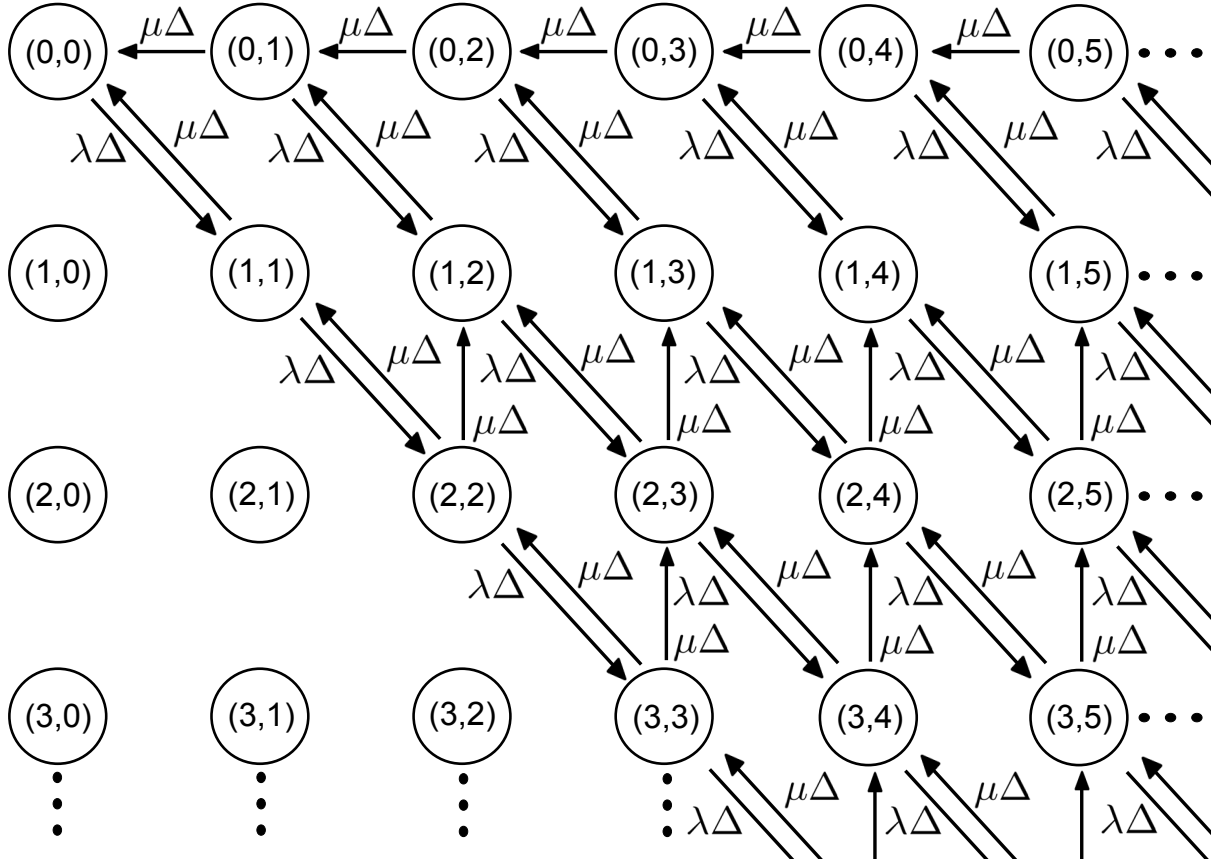 μΔ μΔ μΔ μΔ μΔ
(0,0) (0,1) (0,2) (0,3) (0,4) (0,5)
λΔ μΔ λΔ μΔ λΔ μΔ λΔ μΔ λΔ μΔ λΔ
(1,0) (1,1) (1,2) (1,3) (1,4) (1,5)
λΔ μΔ λΔ μΔ λΔ μΔ λΔ μΔ λΔ
μΔ μΔ μΔ μΔ
(2,0) (2,1) (2,2) (2,3) (2,4) (2,5)
λΔ μΔ λΔ μΔ λΔ μΔ λΔ
μΔ μΔ μΔ
(3,0) (3,1) (3,2) (3,3) (3,4) (3,5)
λΔ μΔ λΔ μΔ λΔ